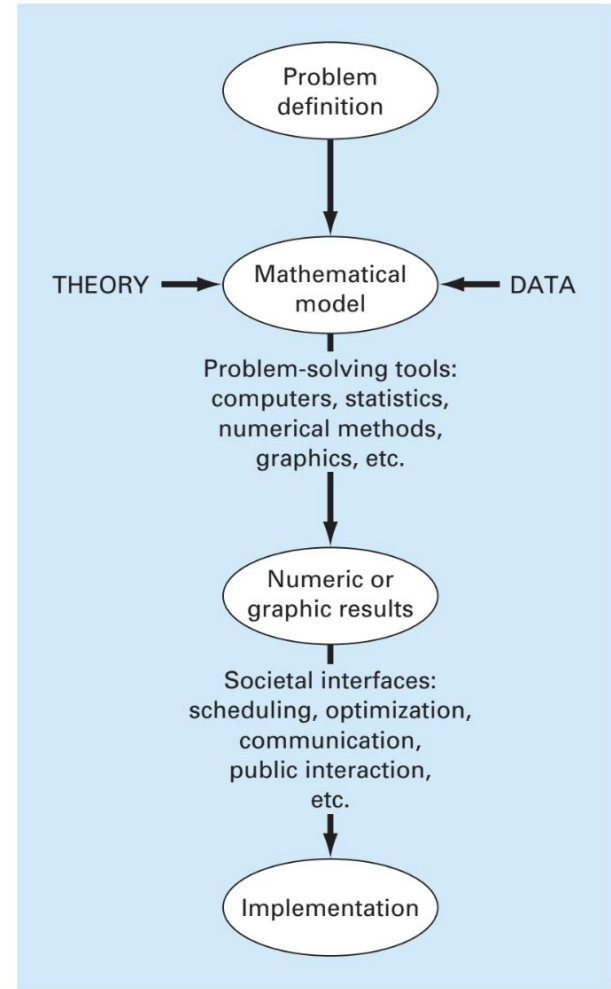 Problem
definition
THEORY
Mathematical
model
DATA
Problem-solving tools:
computers, statistics,
numerical methods,
graphics, etc.
Numeric or
graphic results
Societal interfaces:
scheduling, optimization,
communication,
public interaction,
etc.
Implementation